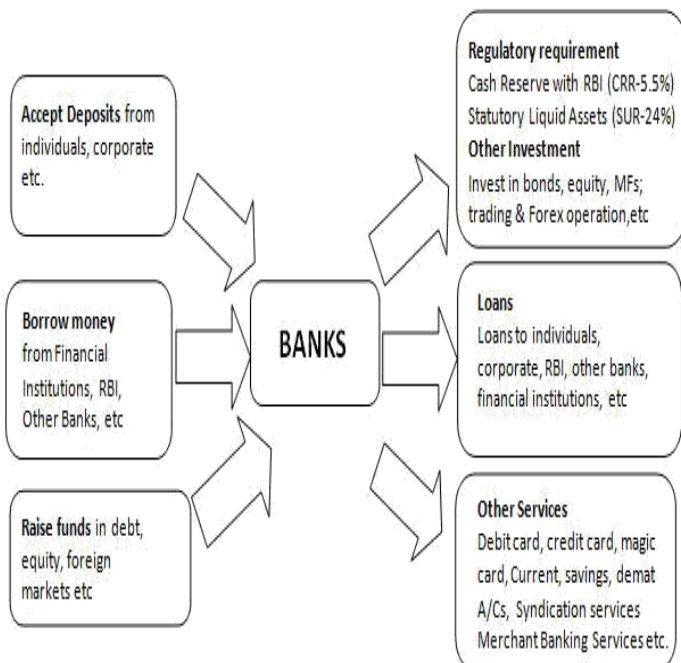 Accept Deposits from
individuals, corporate
etc.
Borrow money
from Financial
Institutions, RBI,
Other Banks, etc
Raise funds in debt,
equity, foreign
markets etc
BANKS
Regulatory requirement
Cash Reserve with RBI (CRR-5.5%)
Statutory Liquid Assets (SUR-24%)
Other Investment
Invest in bonds, equity, MFs;
trading & Forex operation,etc
Loans
Loans to individuals,
corporate, RBI, other banks,
financial institutions, etc
Other Services
Debit card, credit card, magic
card, Current, savings, demat
A/Cs, Syndication services
Merchant Banking Services etc.